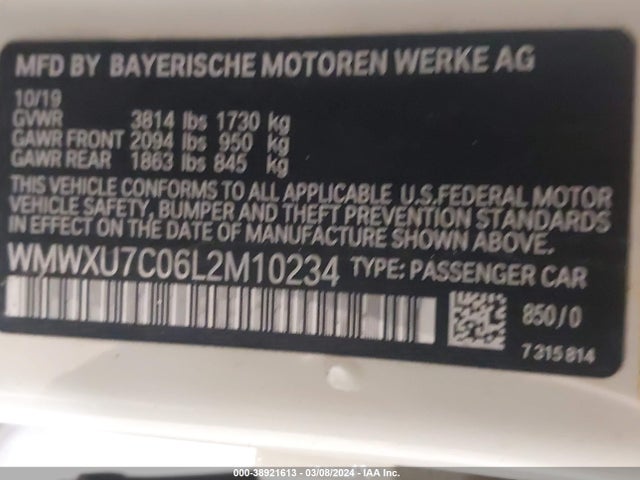 MFD BY BAYERISCHE MOTOREN WERKE AG
10/19
GVWR 3814 lbs 1730 kg
GAWR FRONT 2094 lbs 950 kg
GAWR REAR 1863 lbs 845 kg
THIS VEHICLE CONFORMS TO ALL APPLICABLE U.S.FEDERAL MOTOR
VEHICLE SAFETY, BUMPER AND THEFT PREVENTION STANDARDS
IN EFFECT ON THE DATE OF MANUFACTURE SHOWN ABOVE.
WMWXU7C06L2M10234 TYPE: PASSENGER CAR
850/0
7315814
000-38921613 - 03/08/2024 - IAA Inc.